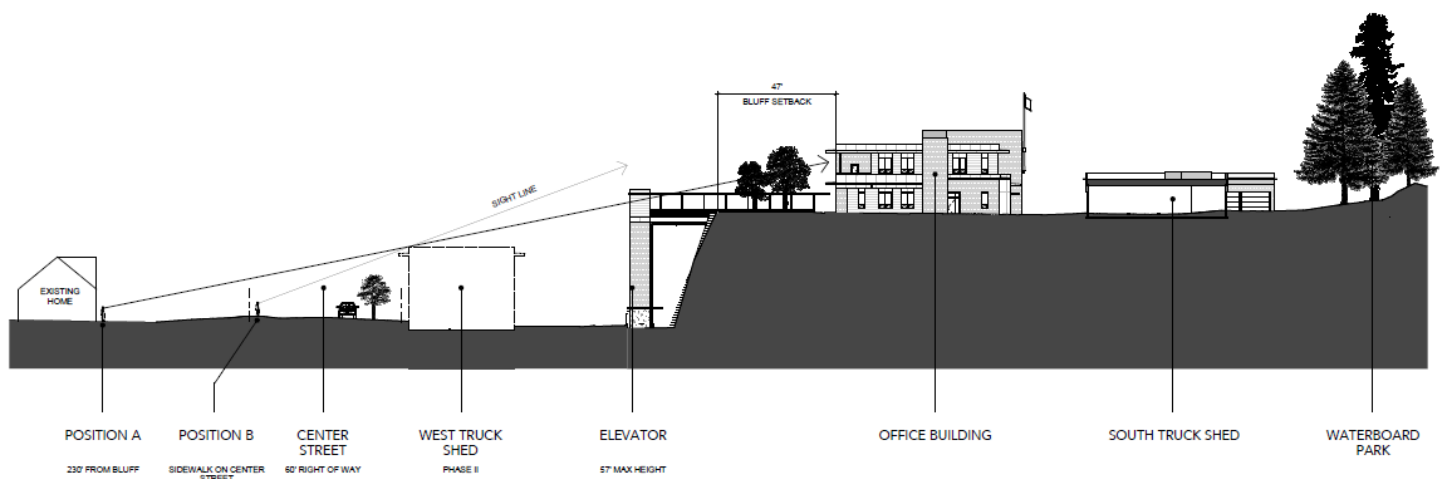 47'
BLUFF SETBACK
SIGHT LINE
EXISTING
HOME
POSITION A
230' FROM BLUFF
POSITION B
SIDEWALK ON CENTER
STREET
CENTER
STREET
60' RIGHT OF WAY
WEST TRUCK
SHED
PHASE II
ELEVATOR
57' MAX HEIGHT
OFFICE BUILDING
SOUTH TRUCK SHED
WATERBOARD
PARK